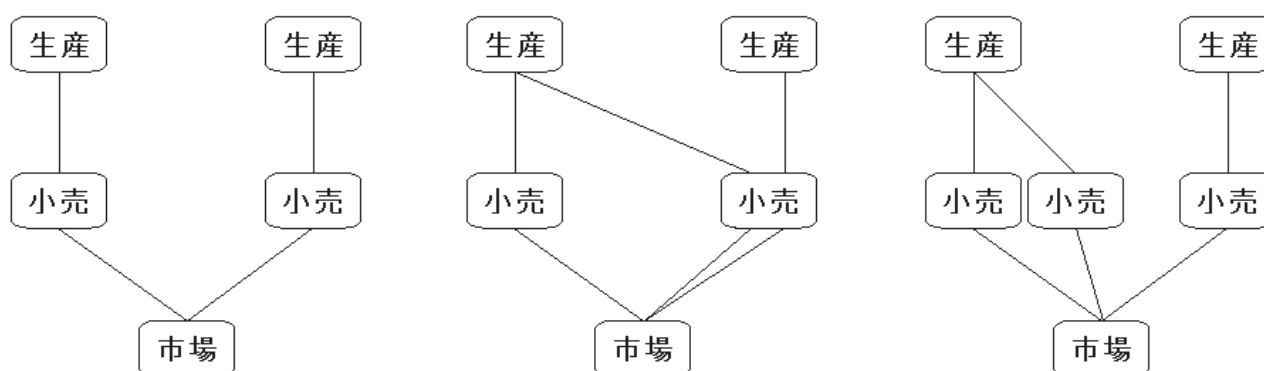 生産 生産 生産 生産 生産 生産
小売 小売 小売 小売 小売 小売 小売
市場 市場 市場